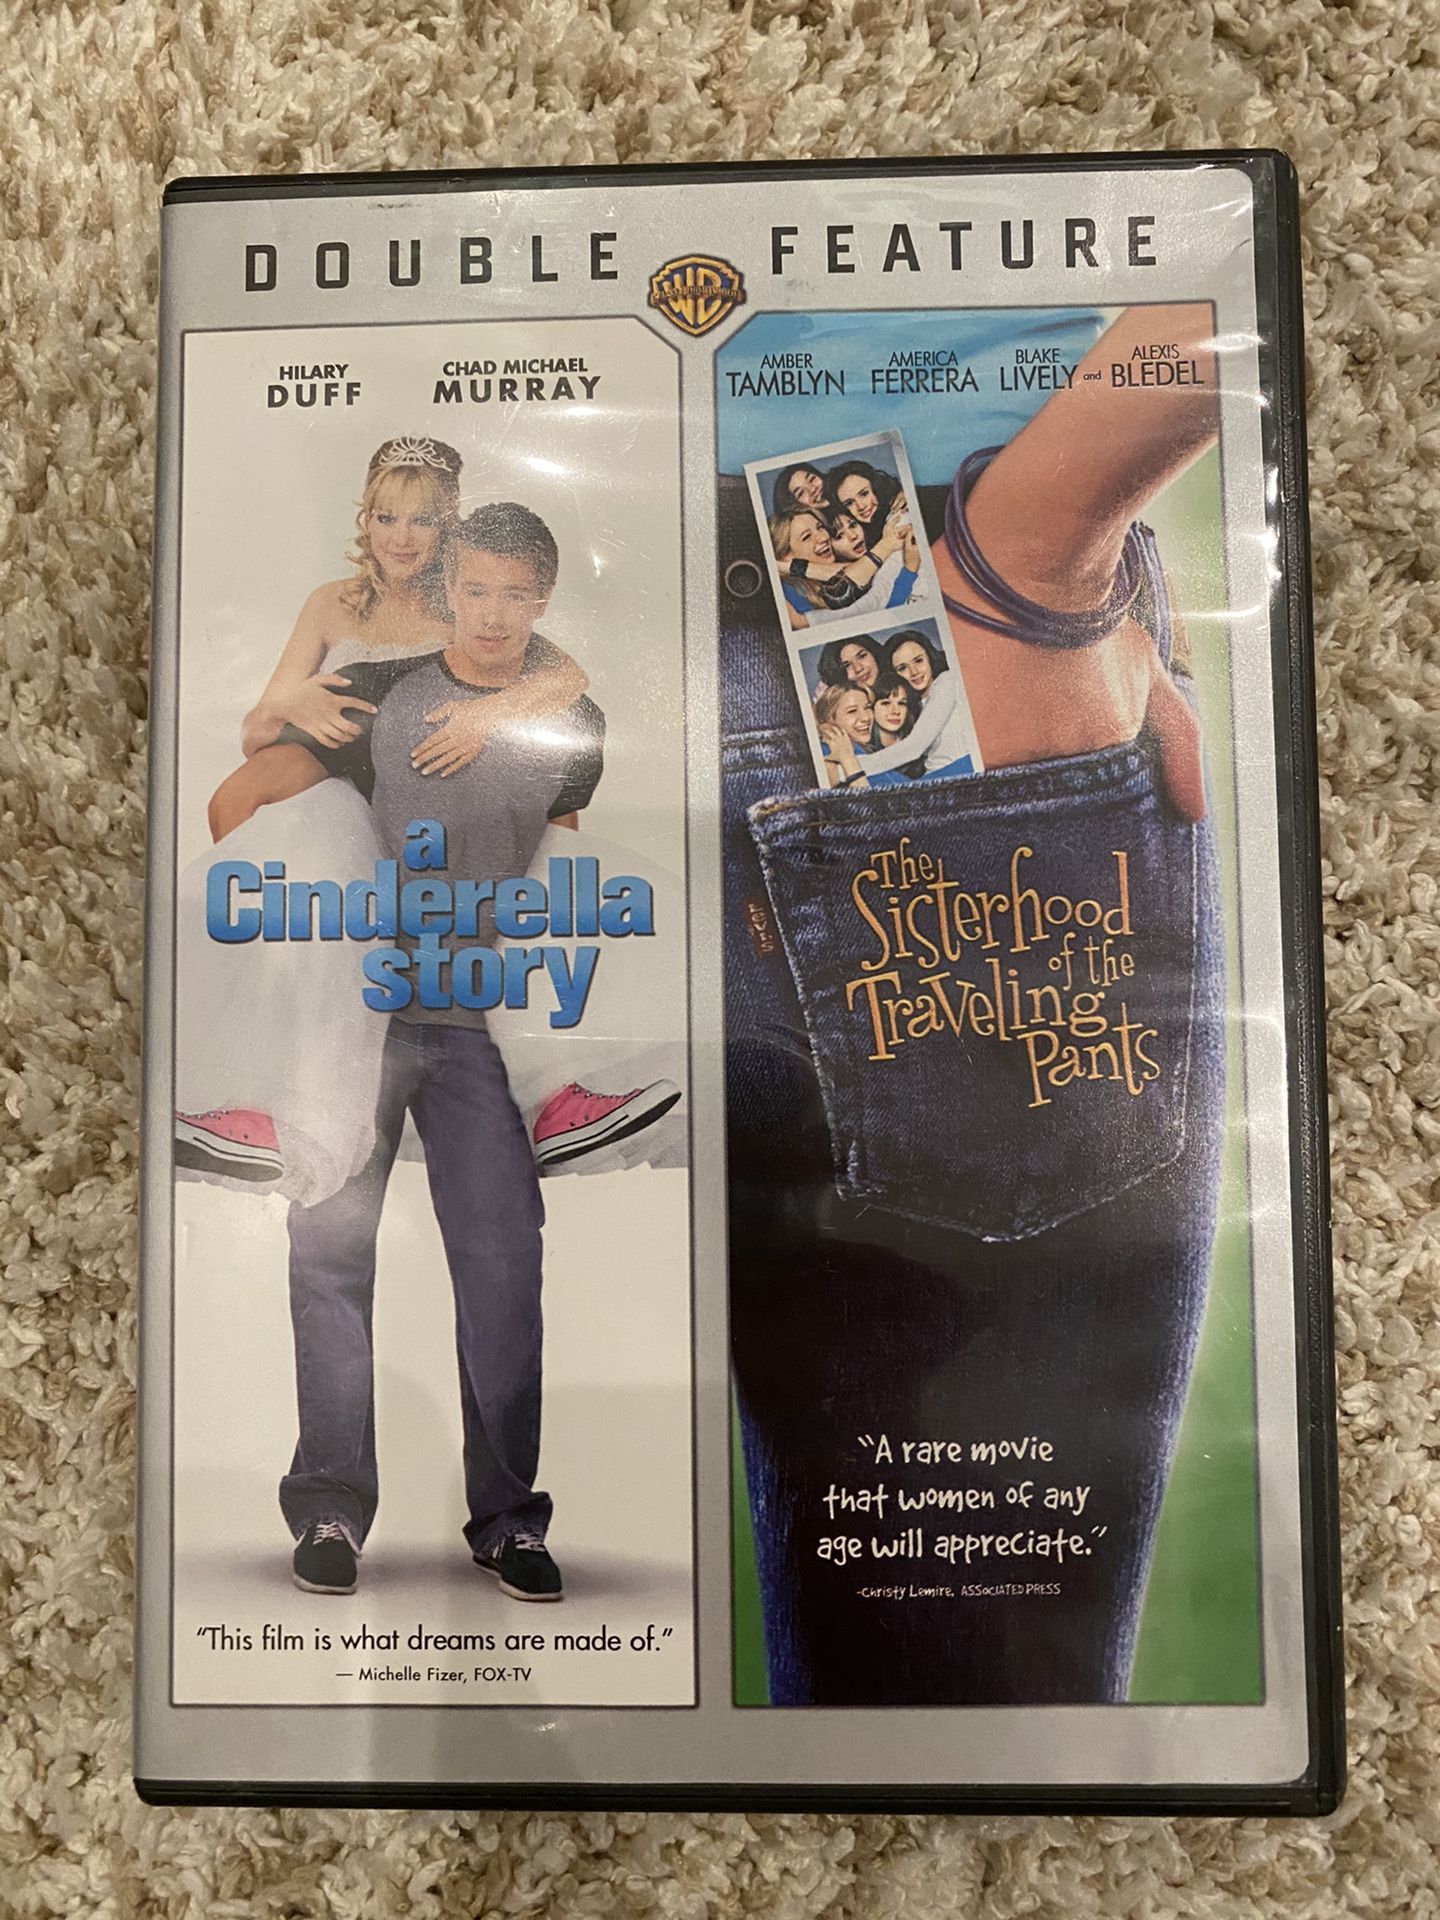 DOUBLE FEATURE
WB
HILARY
DUFF
CHAD MICHAEL
MURRAY
a
Cinderella
story
"This film is what dreams are made of."
— Michelle Fizer, FOX-TV
AMBER
TAMBLYN
AMERICA
FERRERA
BLAKE
LIVELY
and
ALEXIS
BLEDEL
The
Sisterhood
of the
Traveling
Pants
"A rare movie
that women of any
age will appreciate."
-Christy Lemire, ASSOCIATED PRESS